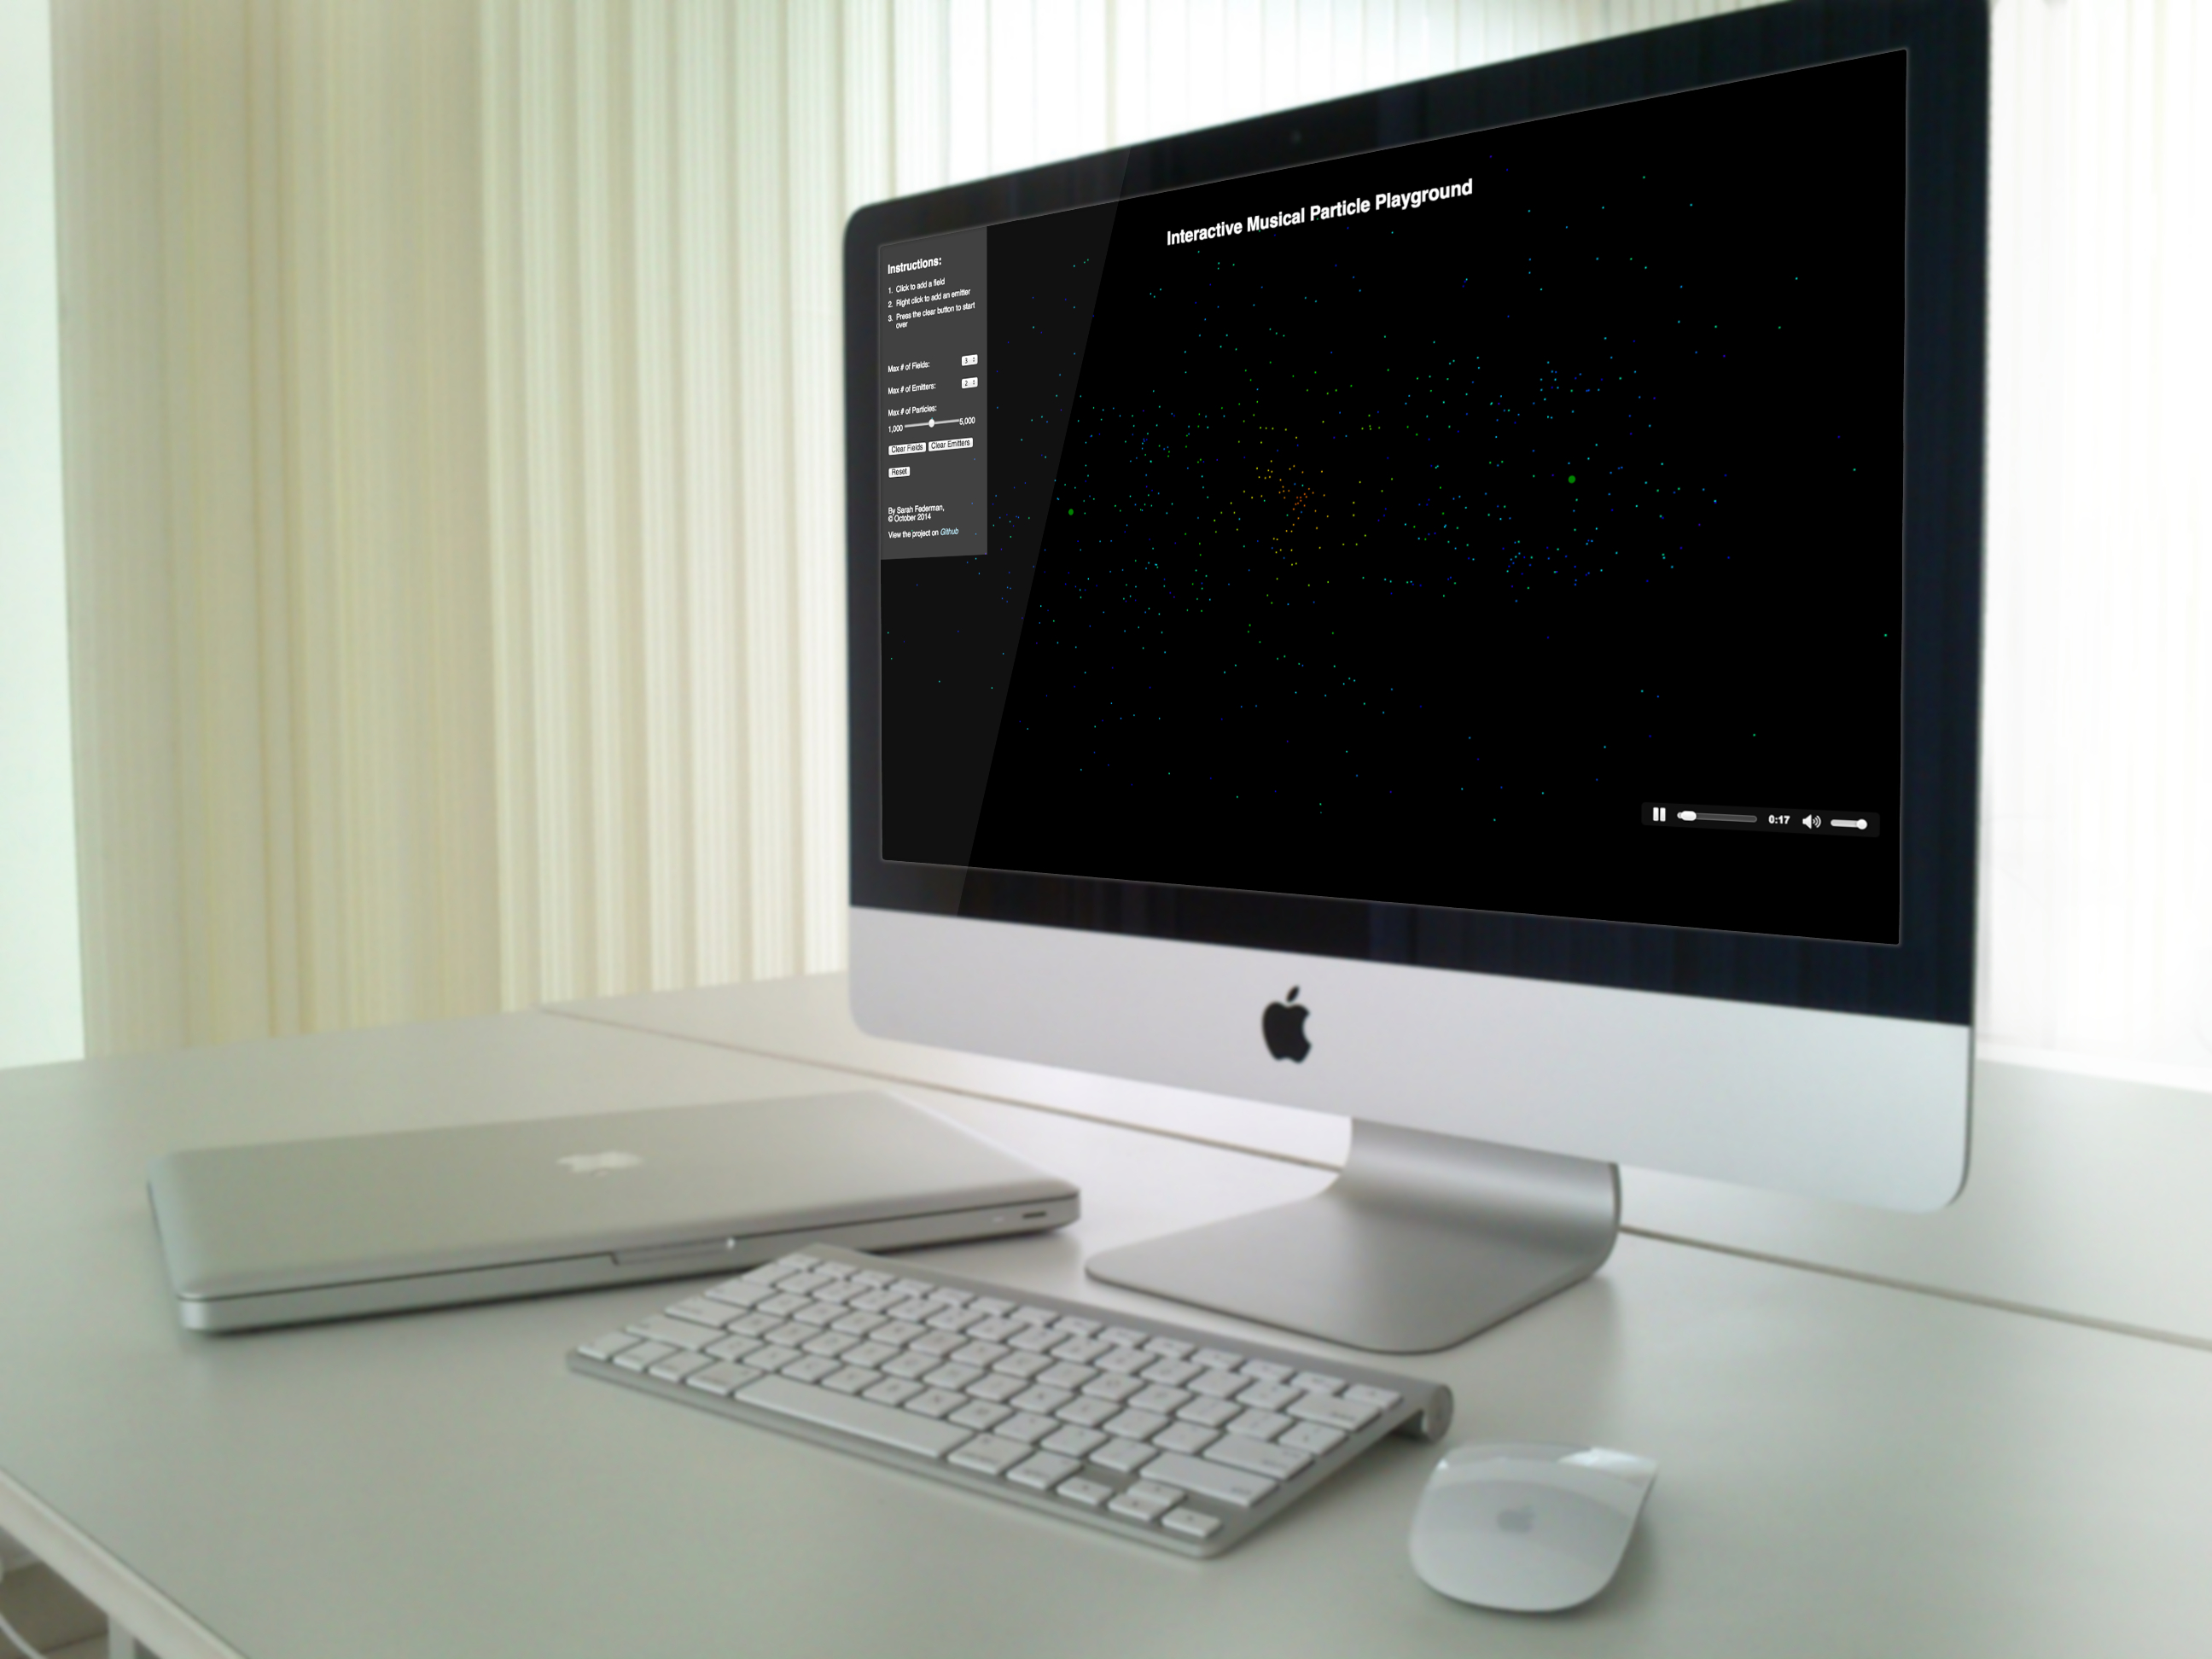 Interactive Musical Particle Playground
Instructions:
1. Click to add a field
2. Right click to add an emitter
3. Press the clear button to start
over
Max # of Fields: 3
Max # of Emitters: 2
Max # of Particles:
1,000 5,000
Clear Fields Clear Emitters
Reset
By Sarah Federman,
© October 2014
View the project on Github
0:17